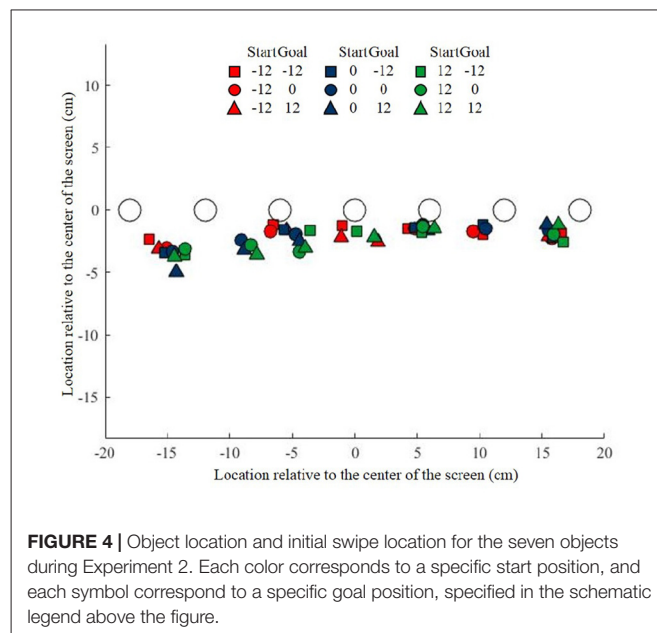 StartGoal StartGoal StartGoal
-12 -12 0 -12 12 -12
-12 0 0 0 12 0
-12 12 0 12 12 12
10
5
0
-5
-10
-15
Location relative to the center of the screen (cm)
-20 -15 -10 -5 0 5 10 15 20
Location relative to the center of the screen (cm)
FIGURE 4 | Object location and initial swipe location for the seven objects
during Experiment 2. Each color corresponds to a specific start position, and
each symbol correspond to a specific goal position, specified in the schematic
legend above the figure.